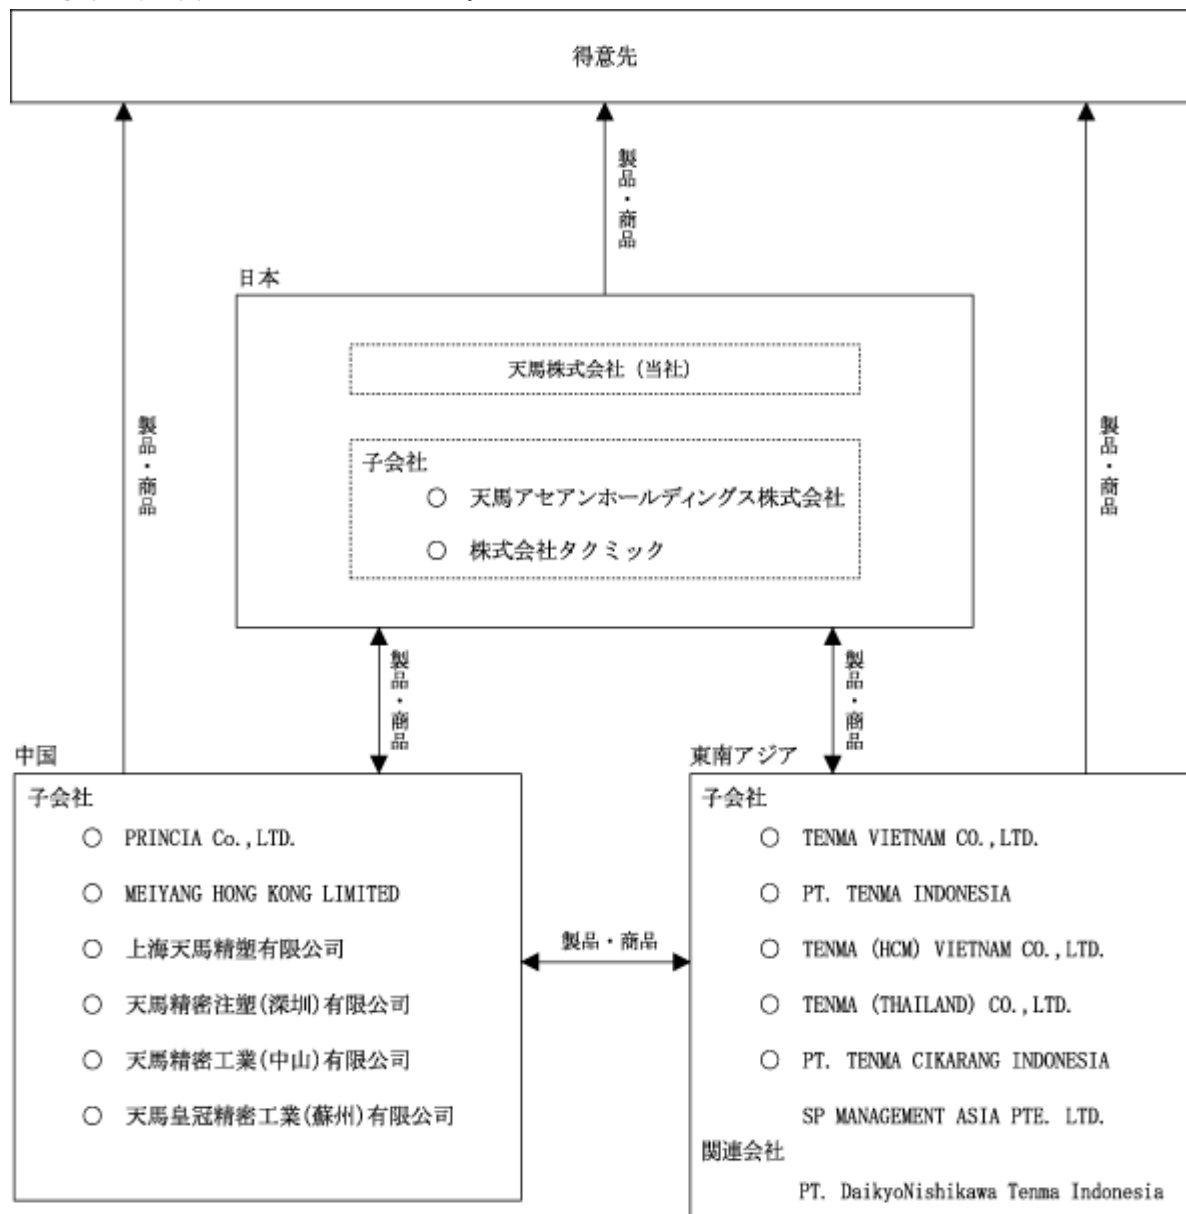 得意先
製品・商品
日本
天馬株式会社(当社)
製品・商品
製品・商品
子会社
○ 天馬アセアンホールディングス株式会社
○ 株式会社タクミック
製品・商品
製品・商品
中国
東南アジア
子会社
○ PRINCIA Co.,LTD.
○ MEIYANG HONG KONG LIMITED
○ 上海天馬精塑有限公司
○ 天馬精密注塑(深圳)有限公司
○ 天馬精密工業(中山)有限公司
○ 天馬皇冠精密工業(蘇州)有限公司
製品・商品
子会社
○ TENMA VIETNAM CO.,LTD.
○ PT. TENMA INDONESIA
○ TENMA (HCM) VIETNAM CO.,LTD.
○ TENMA (THAILAND) CO.,LTD.
○ PT. TENMA CIKARANG INDONESIA
SP MANAGEMENT ASIA PTE. LTD.
関連会社
PT. DaikyoNishikawa Tenma Indonesia